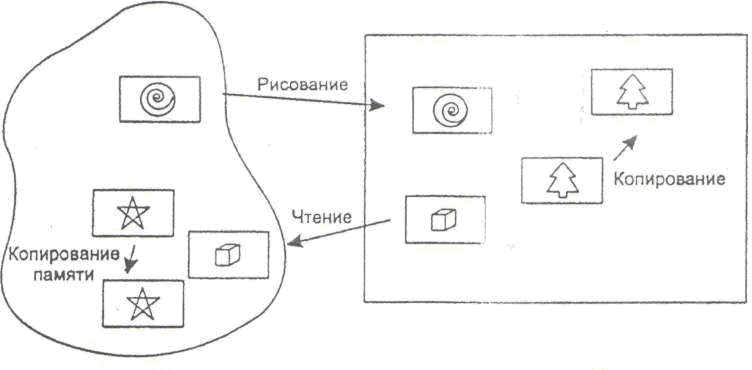 Рисование
Копирование
Чтение
Копирование
памяти